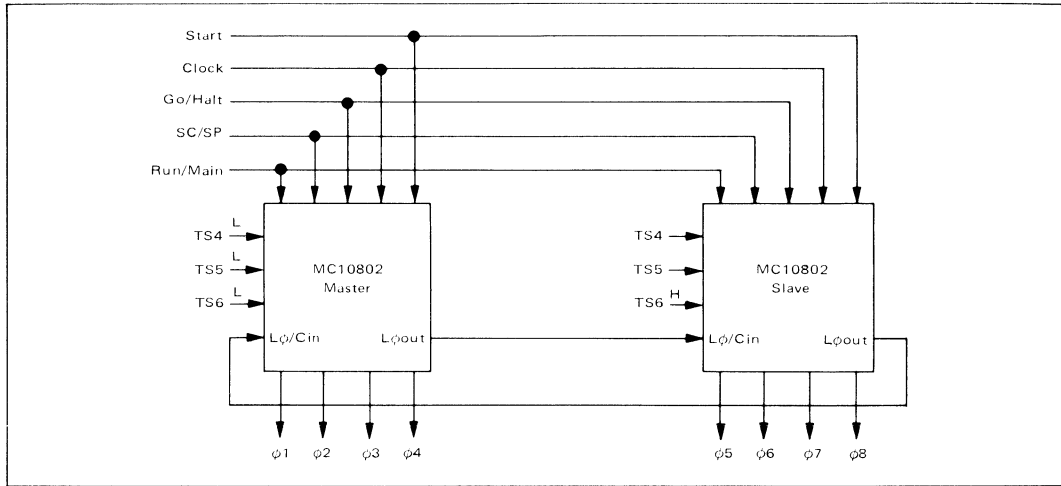 Start
Clock
Go/Halt
SC/SP
Run/Main
L
TS4
L
TS5
L
TS6
MC10802
Master
Lφ/Cin
Lφout
TS4
TS5
H
TS6
MC10802
Slave
Lφ/Cin
Lφout
φ1 φ2 φ3 φ4
φ5 φ6 φ7 φ8